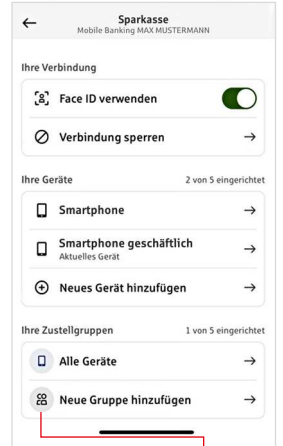 Sparkasse
Mobile Banking MAX MUSTERMANN
Ihre Verbindung
Face ID verwenden
Verbindung sperren
Ihre Geräte 2 von 5 eingerichtet
Smartphone
Smartphone geschäftlich
Aktuelles Gerät
Neues Gerät hinzufügen
Ihre Zustellgruppen 1 von 5 eingerichtet
Alle Geräte
Neue Gruppe hinzufügen